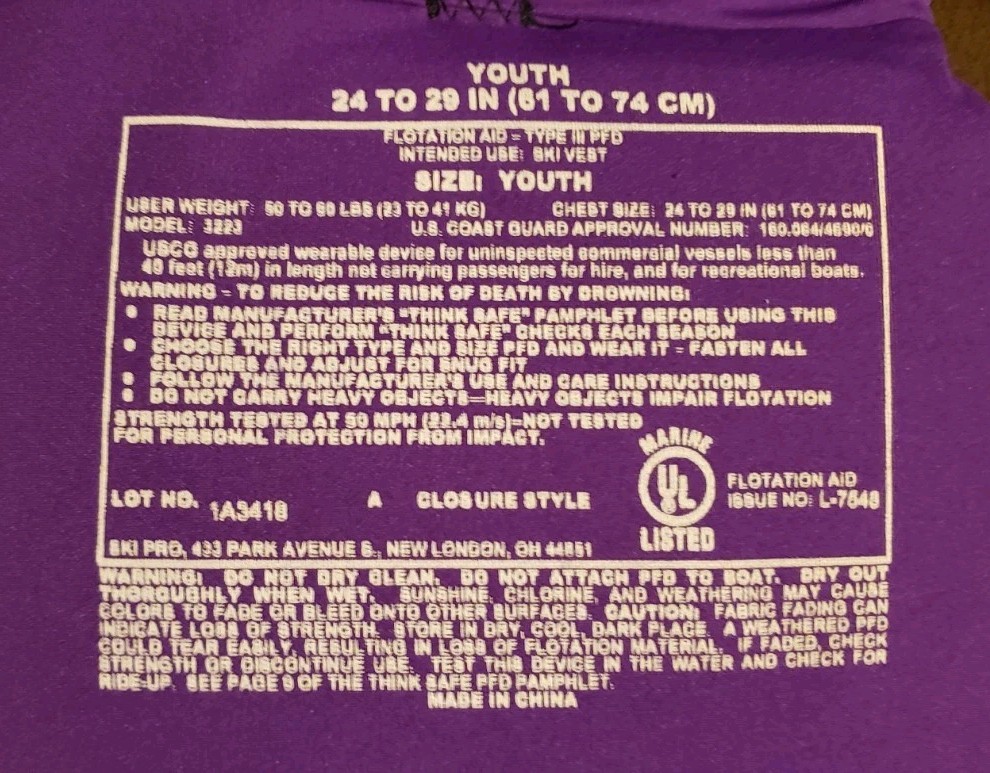 YOUTH
24 TO 29 IN (61 TO 74 CM)
FLOTATION AID - TYPE III PFD
INTENDED USE: SKI VEST
SIZE: YOUTH
USER WEIGHT: 50 TO 90 LBS (23 TO 41 KG) CHEST SIZE: 24 TO 29 IN (61 TO 74 CM)
MODEL: 3223 U.S. COAST GUARD APPROVAL NUMBER: 160.064/4690/0
USCG approved wearable device for uninspected commercial vessels less than
40 feet (12m) in length not carrying passengers for hire, and for recreational boats.
WARNING - TO REDUCE THE RISK OF DEATH BY DROWNING:
• READ MANUFACTURER'S "THINK SAFE" PAMPHLET BEFORE USING THIS
DEVICE AND PERFORM "THINK SAFE" CHECKS EACH SEASON
• CHOOSE THE RIGHT TYPE AND SIZE PFD AND WEAR IT - FASTEN ALL
CLOSURES AND ADJUST FOR SNUG FIT
• FOLLOW THE MANUFACTURER'S USE AND CARE INSTRUCTIONS
• DO NOT CARRY HEAVY OBJECTS-HEAVY OBJECTS IMPAIR FLOTATION
STRENGTH TESTED AT 50 MPH (22.4 m/s)-NOT TESTED
FOR PERSONAL PROTECTION FROM IMPACT.
MARINE
UL
LISTED
FLOTATION AID
ISSUE NO: L-7548
LOT NO. 1A3418 A CLOSURE STYLE
SKI PRO, 433 PARK AVENUE S., NEW LONDON, OH 44851
WARNING: DO NOT DRY CLEAN. DO NOT ATTACH PFD TO BOAT. DRY OUT
THOROUGHLY WHEN WET. SUNSHINE, CHLORINE, AND WEATHERING MAY CAUSE
COLORS TO FADE OR BLEED ONTO OTHER SURFACES. CAUTION: FABRIC FADING CAN
INDICATE LOSS OF STRENGTH. STORE IN DRY, COOL, DARK PLACE. A WEATHERED PFD
COULD TEAR EASILY, RESULTING IN LOSS OF FLOTATION MATERIAL. IF FADED, CHECK
STRENGTH OR DISCONTINUE USE. TEST THIS DEVICE IN THE WATER AND CHECK FOR
RIDE-UP. SEE PAGE 9 OF THE THINK SAFE PFD PAMPHLET.
MADE IN CHINA